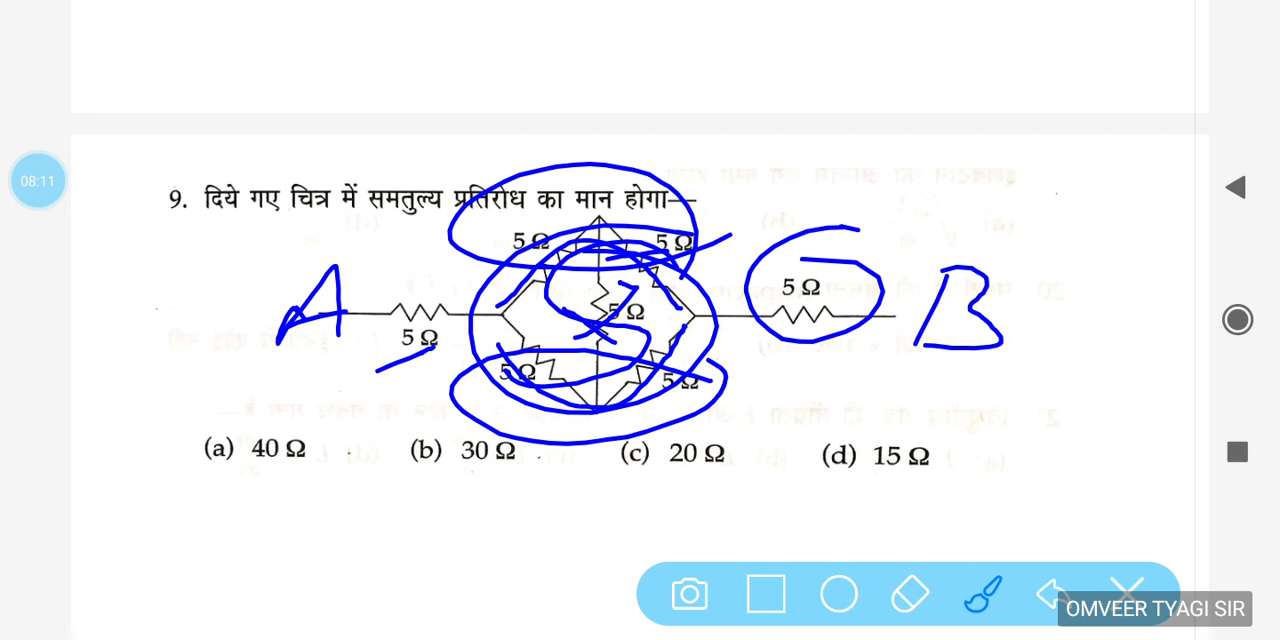 08:11
9. दिये गए चित्र में समतुल्य प्रतिरोध का मान होगा—
5 Ω 5 Ω
A 5 Ω 5 Ω 5 Ω B
5 Ω 5 Ω
(a) 40 Ω (b) 30 Ω (c) 20 Ω (d) 15 Ω
OMVEER TYAGI SIR